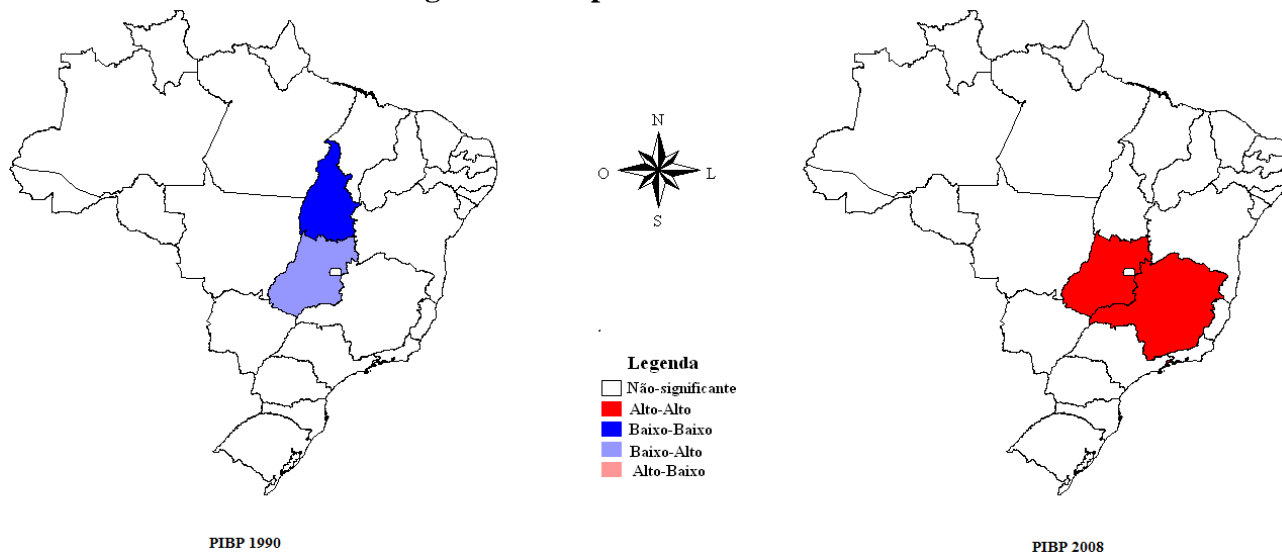 N
O
L
S
Legenda
Não-significante
Alto-Alto
Baixo-Baixo
Baixo-Alto
Alto-Baixo
PIBP 1990
PIBP 2008